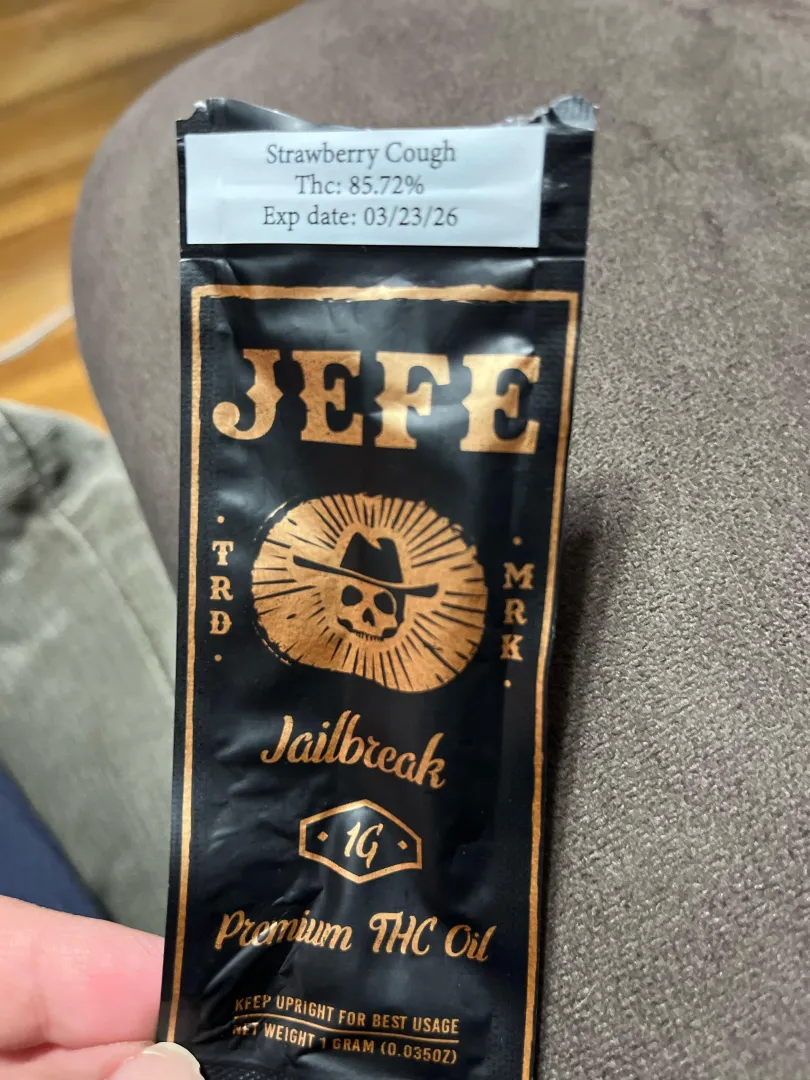 Strawberry Cough
Thc: 85.72%
Exp date: 03/23/26
JEFE
TRD
MRK
Jailbreak
1G
Premium THC Oil
KEEP UPRIGHT FOR BEST USAGE
NET WEIGHT 1 GRAM (0.035OZ)